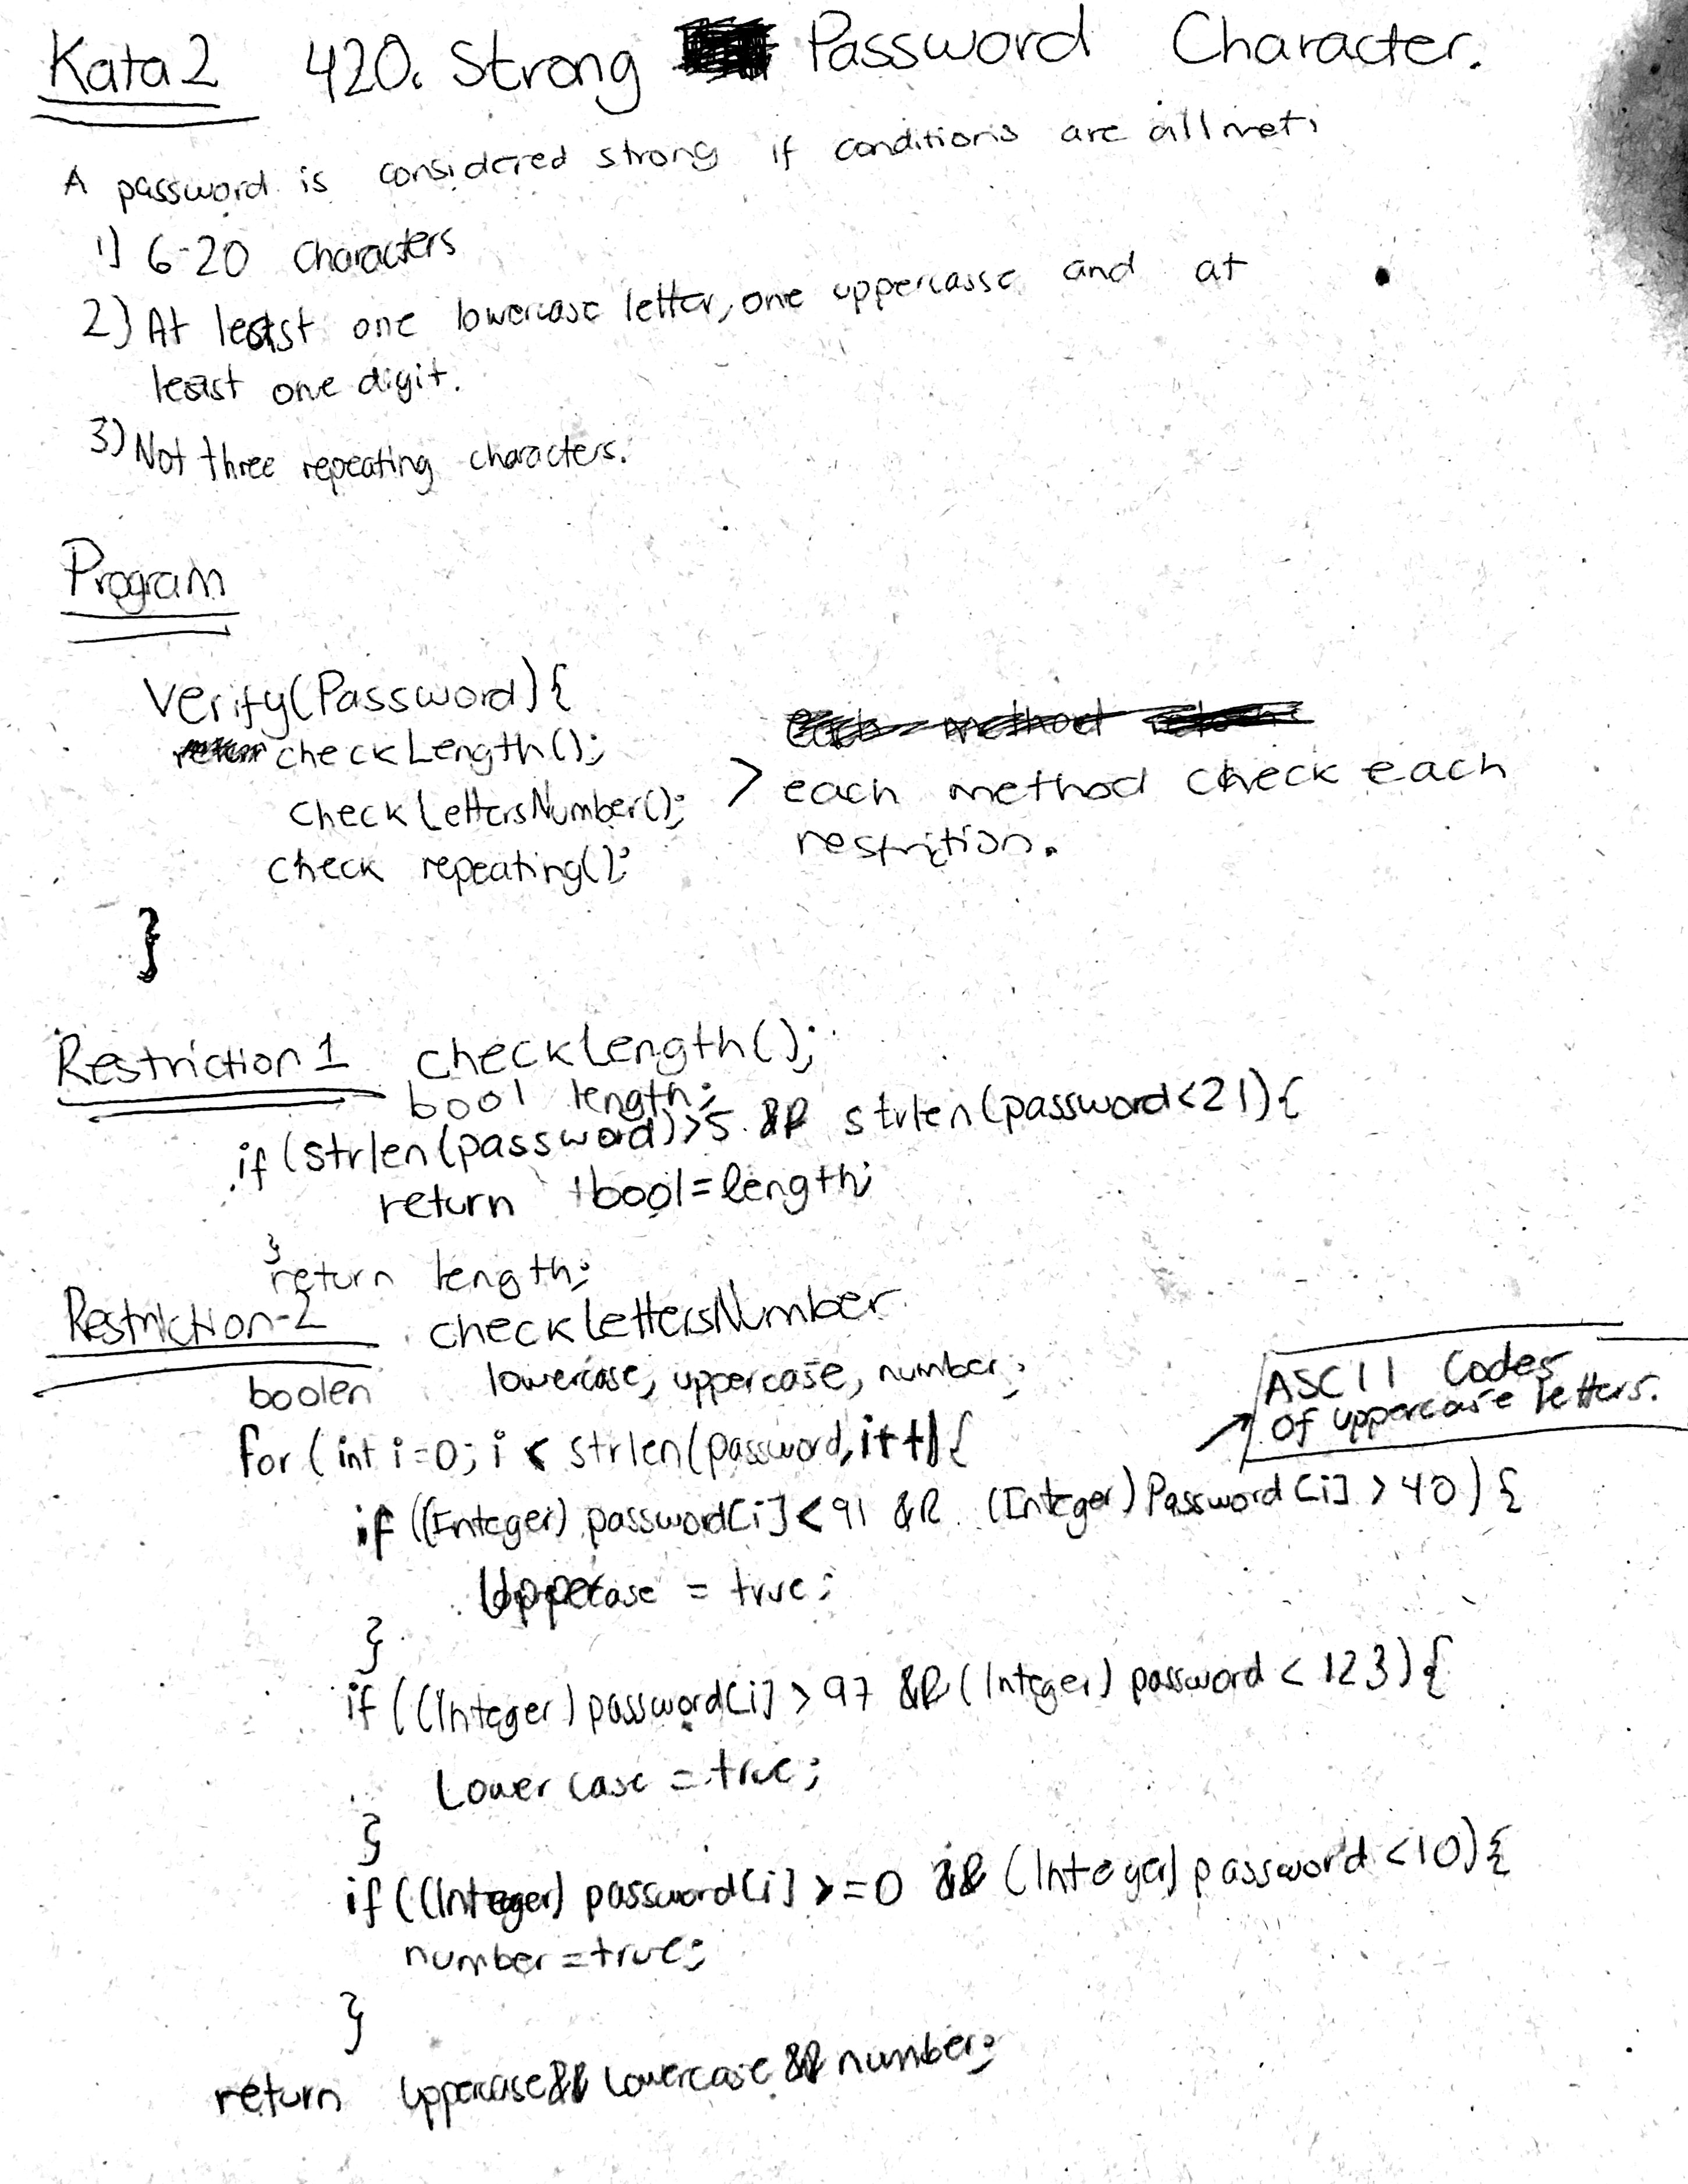 Kata 2 420. Strong Password Character.
A password is considered strong if conditions are all met:
1) 6-20 characters
2) At least one lowercase letter, one uppercasse and at
least one digit.
3) Not three repeating characters.
Program
Verify(Password){
checkLength();
checkLettersNumber();
check repeating();
> each method check each
restrition.
}
Restriction 1 checkLength();
bool length;
if (strlen(password)>5 && strlen(password<21){
return !bool=length;
}
return length;
Restriction-2 checkLettersNumber
boolen lowercase, uppercase, number;
ASCII Codes
of uppercase letters.
for (int i=0; i < strlen(password, i++){
if ((Integer) password[i] < 91 && (Integer) Password[i] > 40) {
Uppercase = true;
}
if ((Integer) password[i] > 97 && (Integer) password < 123) {
Lowercase = true;
}
if ((Integer) password[i] >=0 && (Integer) password <10){
number = true;
}
return uppercase && lowercase && number;